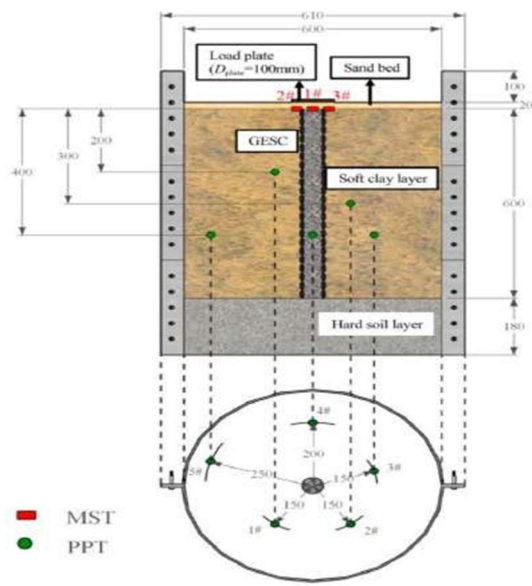 610
600
Load plate
(Dplate=100mm)
Sand bed
2# 1# 3#
100
20
200
300
400
GESC
Soft clay layer
600
Hard soil layer
180
4#
200
5#
250
150
3#
150
150
1#
2#
MST
PPT